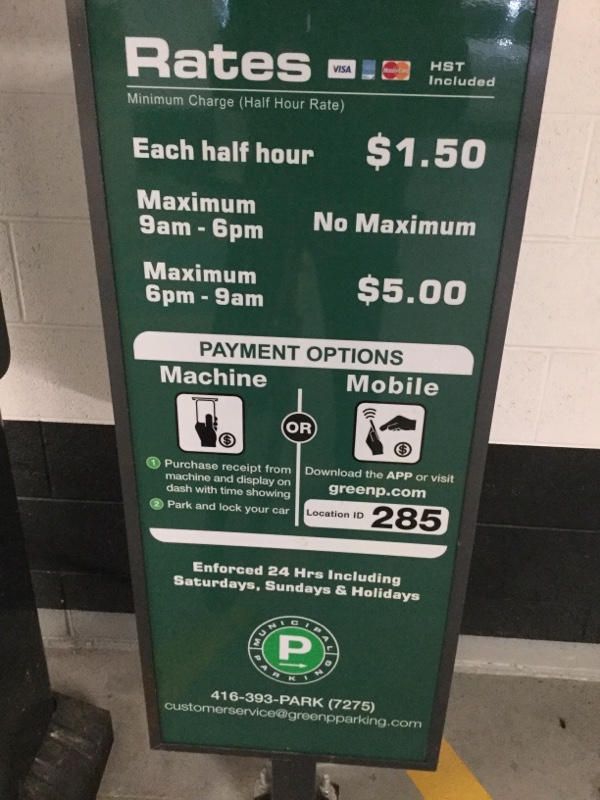 Rates VISA MasterCard HST
Included
Minimum Charge (Half Hour Rate)
Each half hour $1.50
Maximum
9am - 6pm No Maximum
Maximum
6pm - 9am $5.00
PAYMENT OPTIONS
Machine
OR
Mobile
$
$
1 Purchase receipt from
machine and display on
dash with time showing
2 Park and lock your car
Download the APP or visit
greenp.com
Location ID 285
Enforced 24 Hrs Including
Saturdays, Sundays & Holidays
MUNICIPAL
P
PARKING
416-393-PARK (7275)
customerservice@greenpparking.com